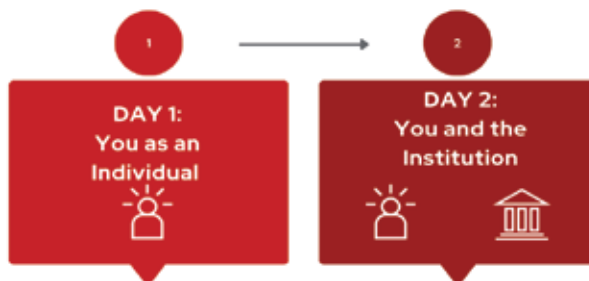 1
2
DAY 1:
You as an
Individual
DAY 2:
You and the
Institution